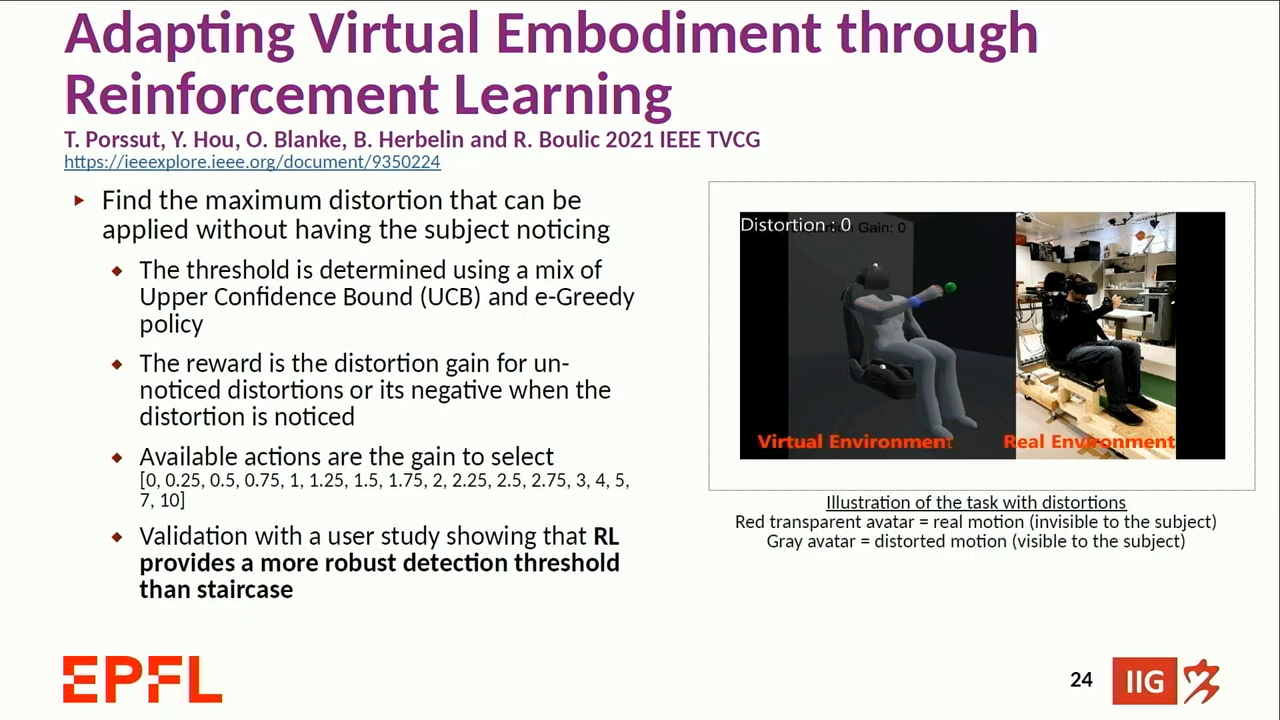 Adapting Virtual Embodiment through
Reinforcement Learning
T. Porssut, Y. Hou, O. Blanke, B. Herbelin and R. Boulic 2021 IEEE TVCG
https://ieeexplore.ieee.org/document/9350224
▸ Find the maximum distortion that can be
applied without having the subject noticing
◆ The threshold is determined using a mix of
Upper Confidence Bound (UCB) and e-Greedy
policy
◆ The reward is the distortion gain for un-
noticed distortions or its negative when the
distortion is noticed
◆ Available actions are the gain to select
[0, 0.25, 0.5, 0.75, 1, 1.25, 1.5, 1.75, 2, 2.25, 2.5, 2.75, 3, 4, 5,
7, 10]
◆ Validation with a user study showing that RL
provides a more robust detection threshold
than staircase
Distortion : 0
Gain: 0
Virtual Environment
Real Environment
Illustration of the task with distortions
Red transparent avatar = real motion (invisible to the subject)
Gray avatar = distorted motion (visible to the subject)
EPFL
24
IIG